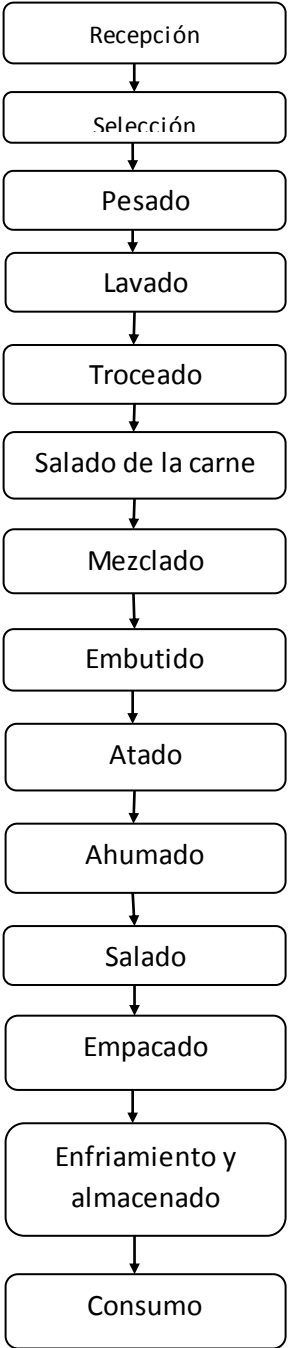 Recepción
Selección
Pesado
Lavado
Troceado
Salado de la carne
Mezclado
Embutido
Atado
Ahumado
Salado
Empacado
Enfriamiento y
almacenado
Consumo